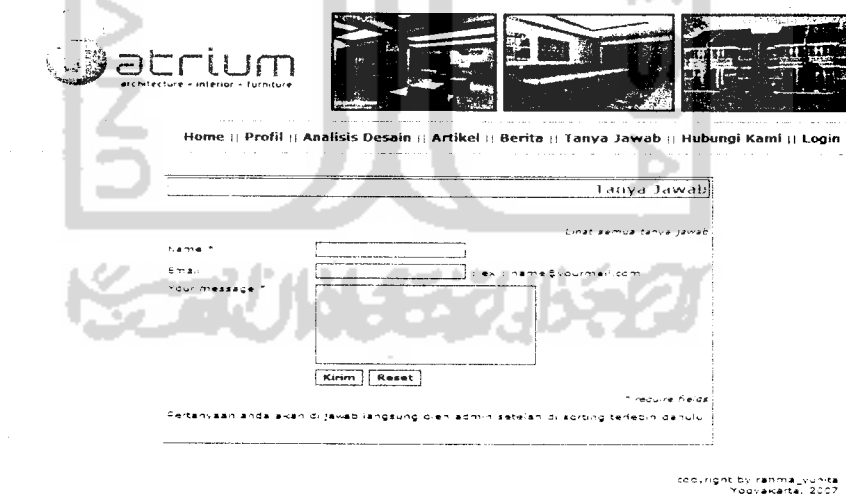 atrium
architecture - interior - furniture
Home || Profil || Analisis Desain || Artikel || Berita || Tanya Jawab || Hubungi Kami || Login
Tanya Jawab
Lihat semua tanya jawab
Name *
Email : ex : name@yourmail.com
Your message *
Kirim Reset
* require fields
Pertanyaan anda akan di jawab langsung oleh admin setelah di sorting terlebih dahulu
copyright by rahma_yunita
Yogyakarta, 2007